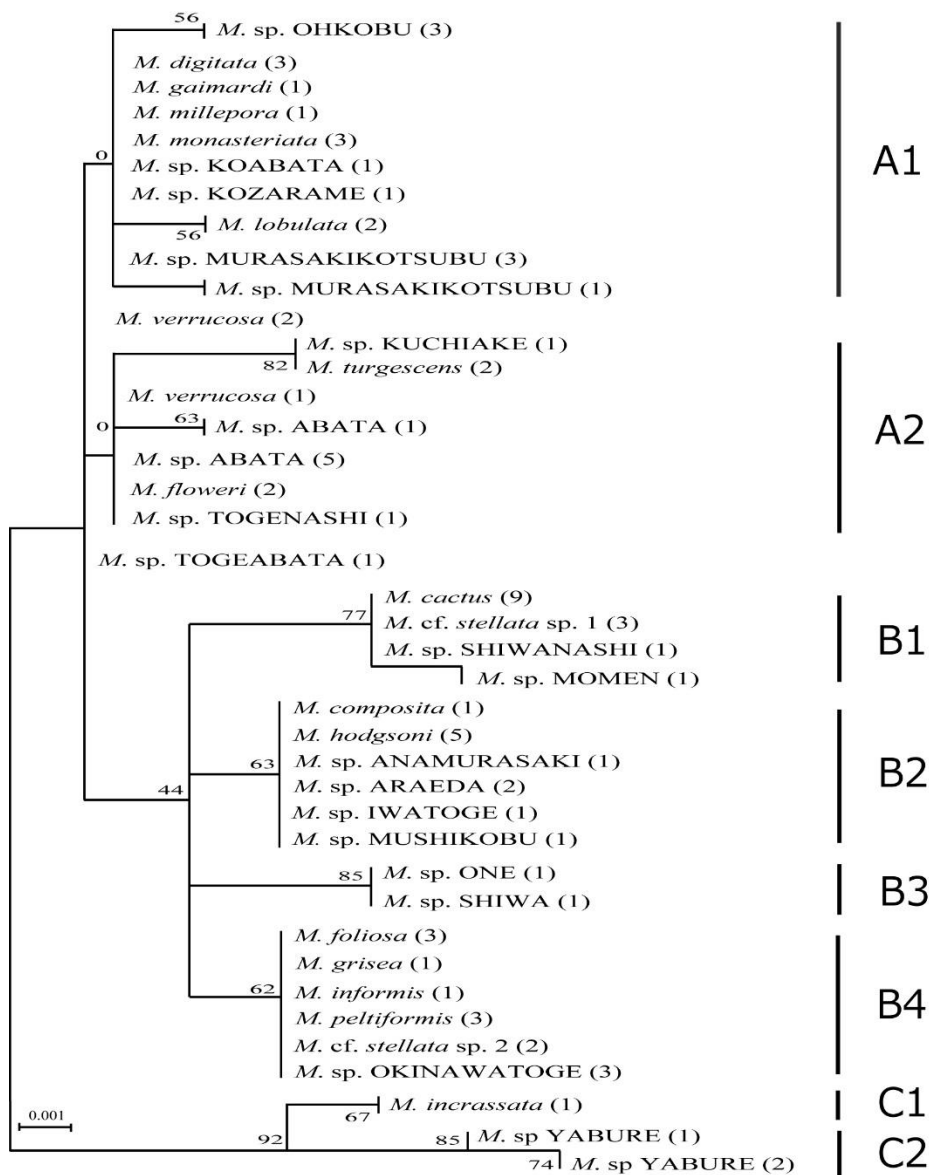 56
M. sp. OHKOBU (3)
M. digitata (3)
M. gaimardi (1)
M. millepora (1)
M. monasteriata (3)
0
M. sp. KOABATA (1)
A1
M. sp. KOZARAME (1)
M. lobulata (2)
56
M. sp. MURASAKIKOTSUBU (3)
M. sp. MURASAKIKOTSUBU (1)
M. verrucosa (2)
M. sp. KUCHIAKE (1)
82
M. turgescens (2)
M. verrucosa (1)
63
0
M. sp. ABATA (1)
A2
M. sp. ABATA (5)
M. floweri (2)
M. sp. TOGENASHI (1)
M. sp. TOGEABATA (1)
M. cactus (9)
77
M. cf. stellata sp. 1 (3)
B1
M. sp. SHIWANASHI (1)
M. sp. MOMEN (1)
M. composita (1)
M. hodgsoni (5)
63
M. sp. ANAMURASAKI (1)
B2
44
M. sp. ARAEDA (2)
M. sp. IWATOGE (1)
M. sp. MUSHIKOBU (1)
85
M. sp. ONE (1)
B3
M. sp. SHIWA (1)
M. foliosa (3)
M. grisea (1)
62
M. informis (1)
B4
M. peltiformis (3)
M. cf. stellata sp. 2 (2)
M. sp. OKINAWATOGE (3)
0.001
M. incrassata (1)
C1
67
92
85
M. sp YABURE (1)
C2
74
M. sp YABURE (2)